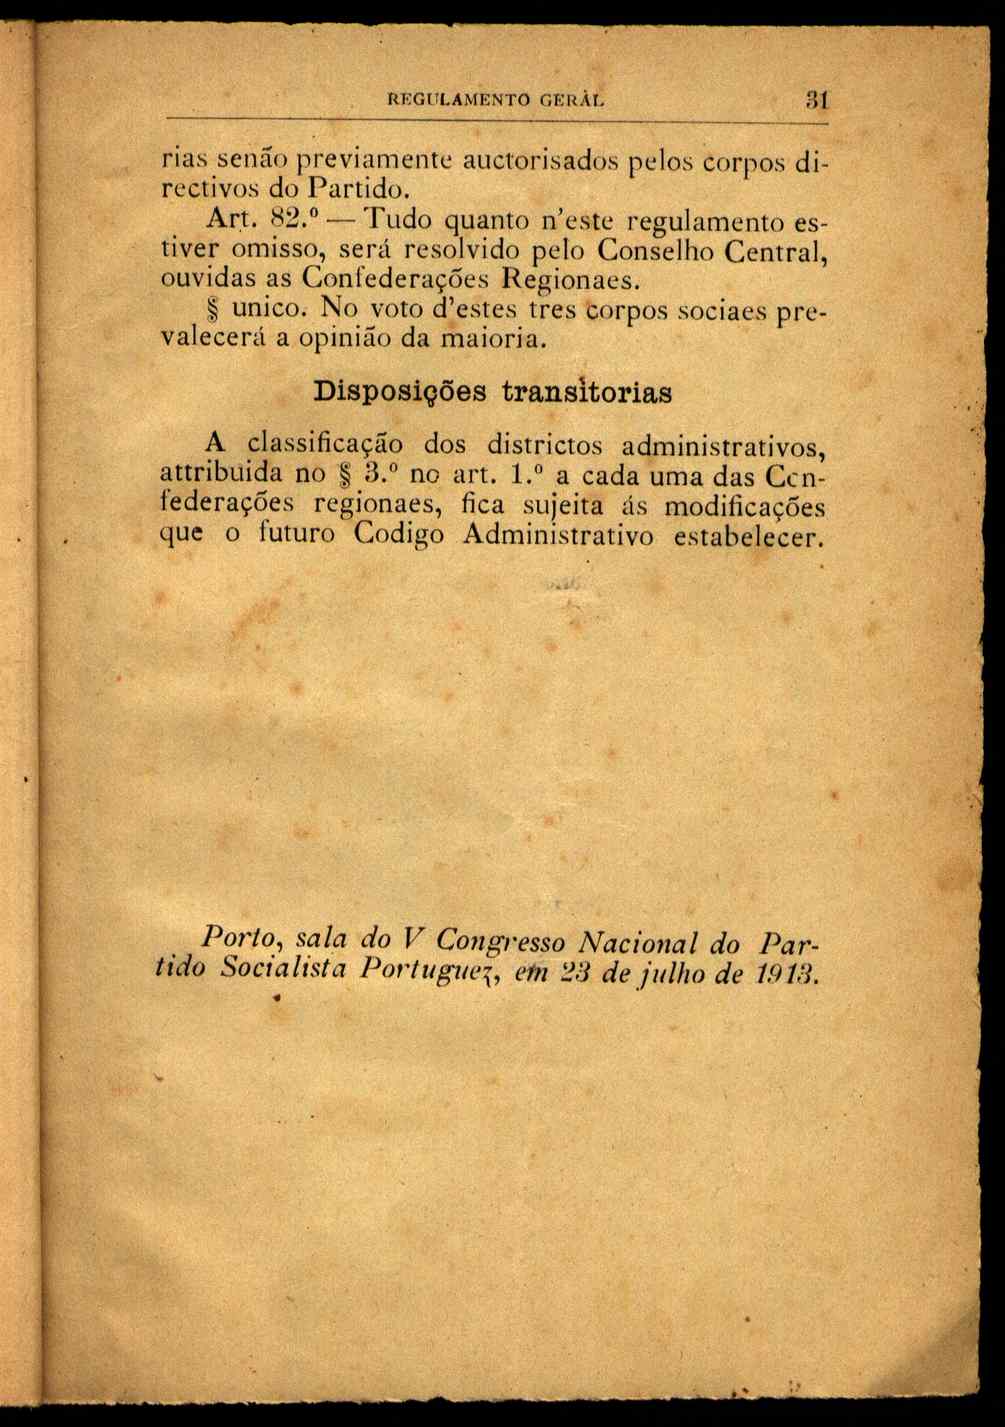 REGULAMENTO GERAL 31
rias senão previamente auctorisados pelos corpos di-
rectivos do Partido.
Art. 82.º — Tudo quanto n'este regulamento es-
tiver omisso, será resolvido pelo Conselho Central,
ouvidas as Confederações Regionaes.
§ unico. No voto d'estes tres corpos sociaes pre-
valecerá a opinião da maioria.
Disposições transitorias
A classificação dos districtos administrativos,
attribuida no § 3.º no art. 1.º a cada uma das Con-
federações regionaes, fica sujeita ás modificações
que o futuro Codigo Administrativo estabelecer.
Porto, sala do V Congresso Nacional do Par-
tido Socialista Portuguez, em 23 de julho de 1913.